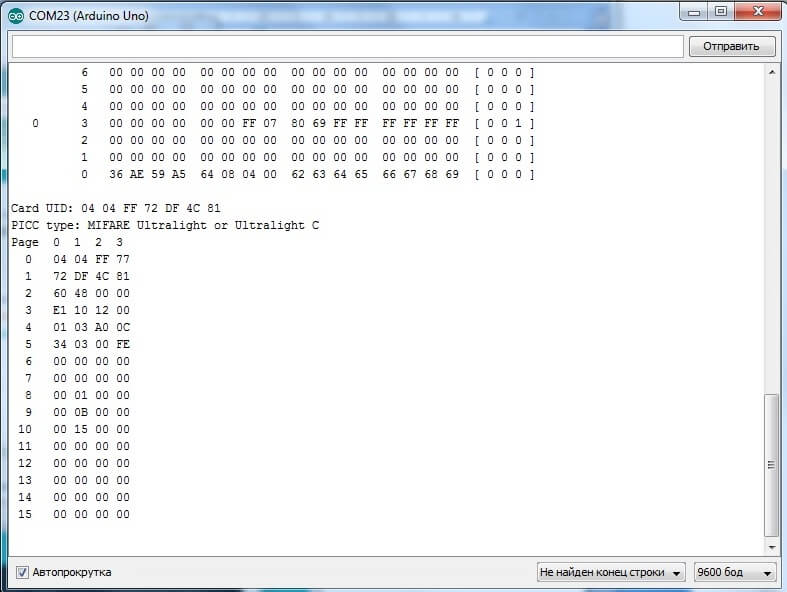 COM23 (Arduino Uno)
Отправить
6 00 00 00 00 00 00 00 00 00 00 00 00 00 00 00 00 [ 0 0 0 ]
5 00 00 00 00 00 00 00 00 00 00 00 00 00 00 00 00 [ 0 0 0 ]
4 00 00 00 00 00 00 00 00 00 00 00 00 00 00 00 00 [ 0 0 0 ]
0 3 00 00 00 00 00 00 FF 07 80 69 FF FF FF FF FF FF [ 0 0 1 ]
2 00 00 00 00 00 00 00 00 00 00 00 00 00 00 00 00 [ 0 0 0 ]
1 00 00 00 00 00 00 00 00 00 00 00 00 00 00 00 00 [ 0 0 0 ]
0 36 AE 59 A5 64 08 04 00 62 63 64 65 66 67 68 69 [ 0 0 0 ]
Card UID: 04 04 FF 72 DF 4C 81
PICC type: MIFARE Ultralight or Ultralight C
Page 0 1 2 3
0 04 04 FF 77
1 72 DF 4C 81
2 60 48 00 00
3 E1 10 12 00
4 01 03 A0 0C
5 34 03 00 FE
6 00 00 00 00
7 00 00 00 00
8 00 01 00 00
9 00 0B 00 00
10 00 15 00 00
11 00 00 00 00
12 00 00 00 00
13 00 00 00 00
14 00 00 00 00
15 00 00 00 00
Автопрокрутка
Не найден конец строки
9600 бод